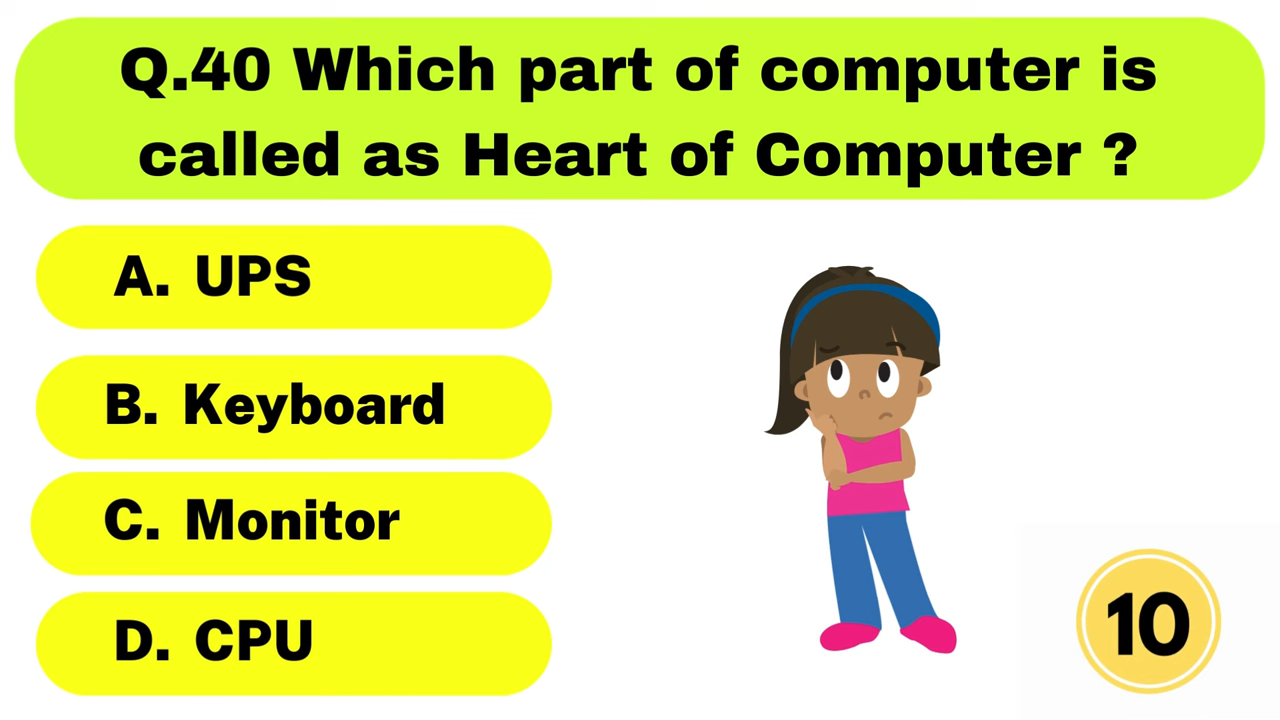 Q.40 Which part of computer is
called as Heart of Computer ?
A. UPS
B. Keyboard
C. Monitor
D. CPU
10